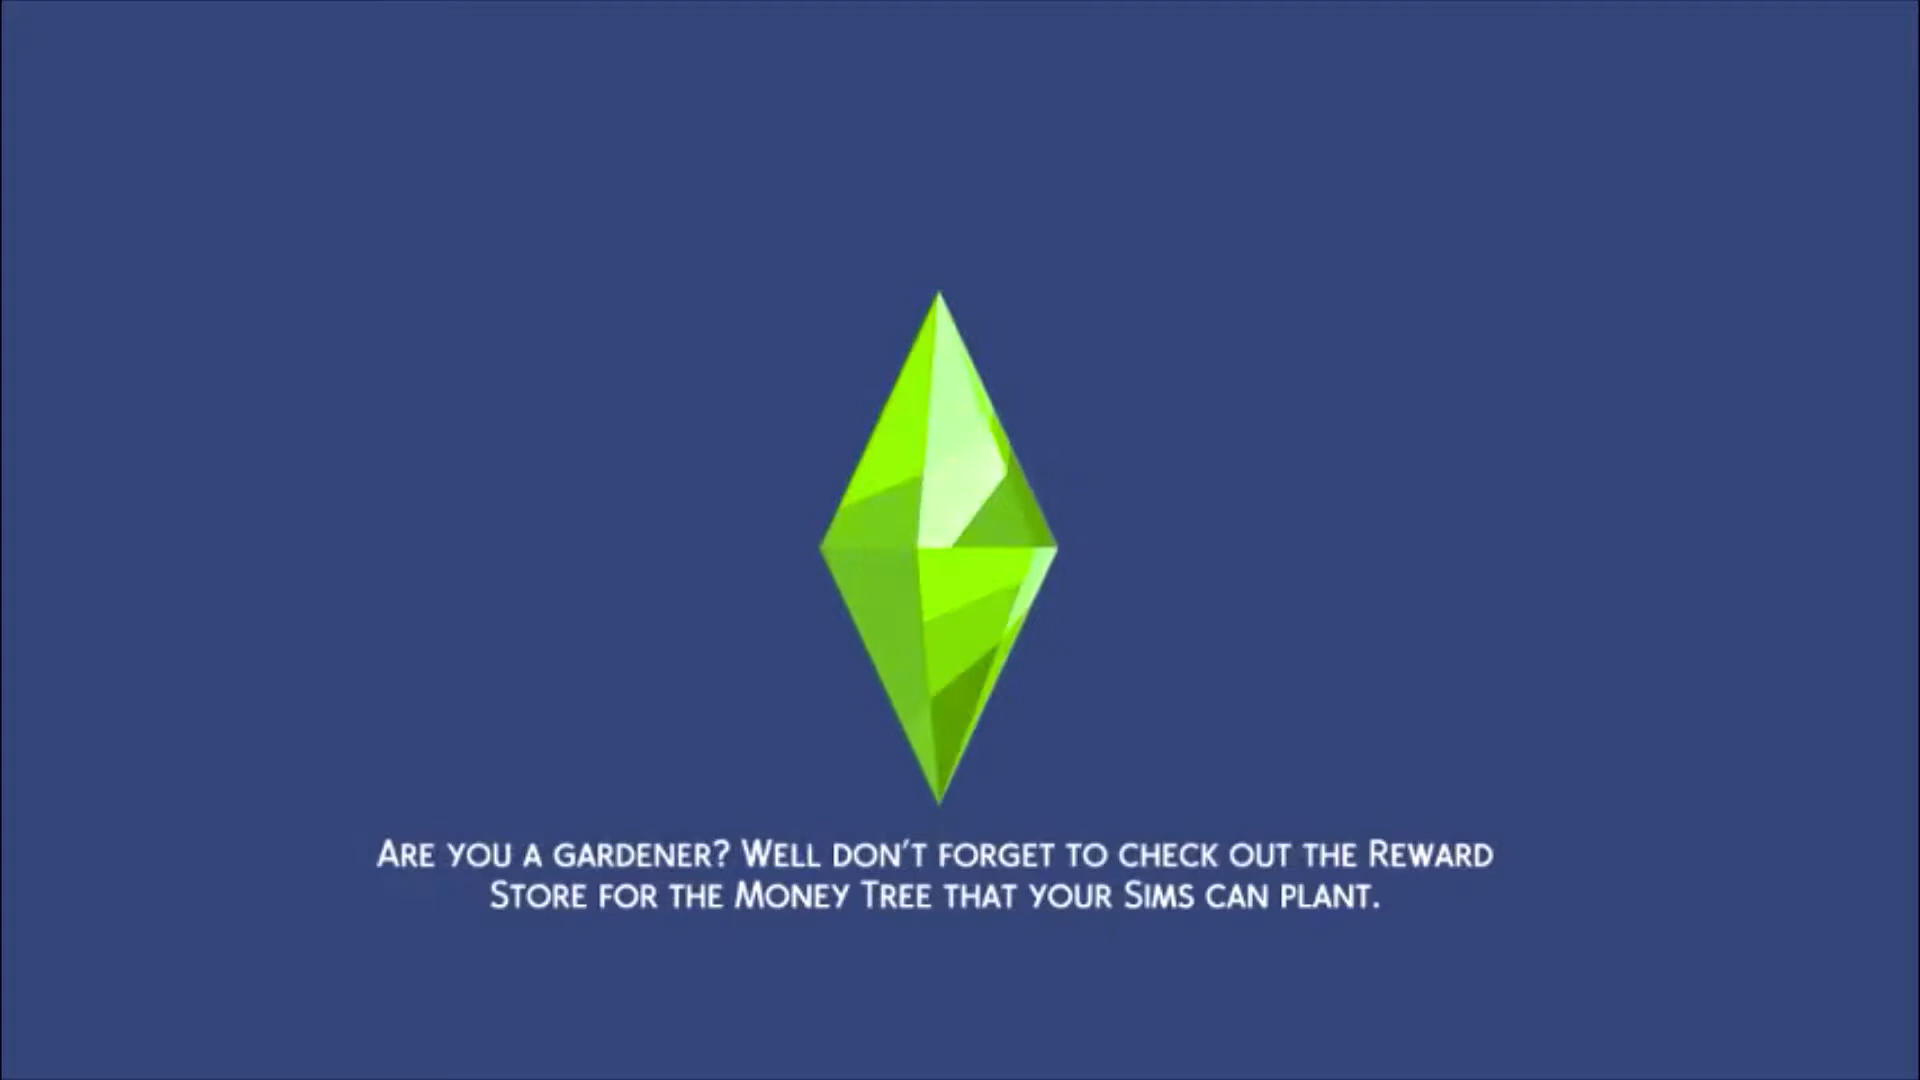 Are you a gardener? Well don't forget to check out the Reward
Store for the Money Tree that your Sims can plant.